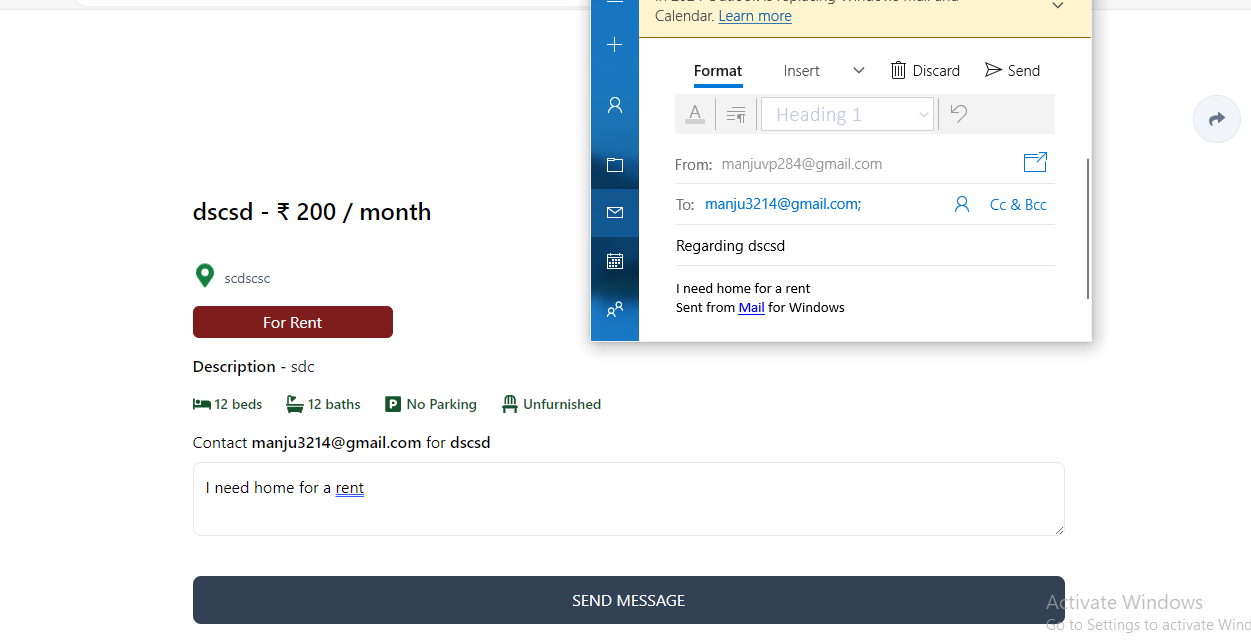 Calendar. Learn more
Format Insert Discard Send
Heading 1
From: manjuvp284@gmail.com
To: manju3214@gmail.com; Cc & Bcc
Regarding dscsd
I need home for a rent
Sent from Mail for Windows
dscsd - ₹ 200 / month
scdscsc
For Rent
Description - sdc
12 beds 12 baths No Parking Unfurnished
Contact manju3214@gmail.com for dscsd
I need home for a rent
SEND MESSAGE
Activate Windows
Go to Settings to activate Wind